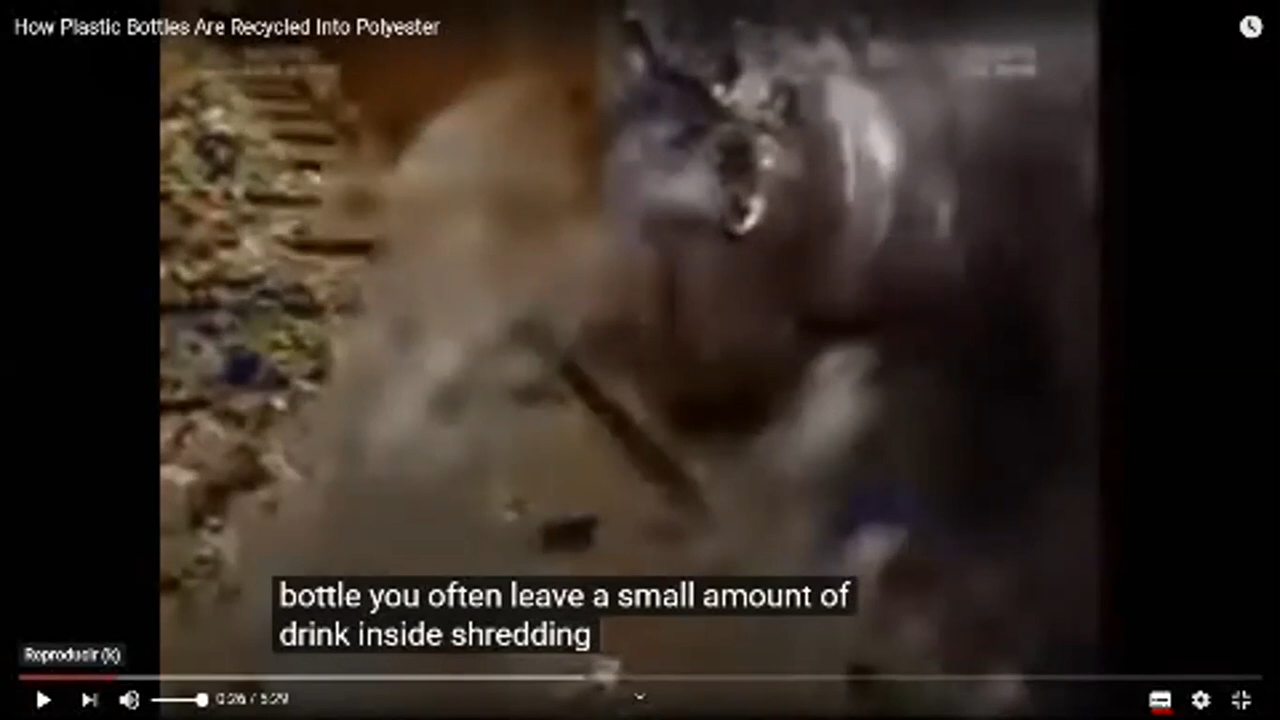 How Plastic Bottles Are Recycled Into Polyester
bottle you often leave a small amount of
drink inside shredding
Reproducir (k)
0:26 / 5:29